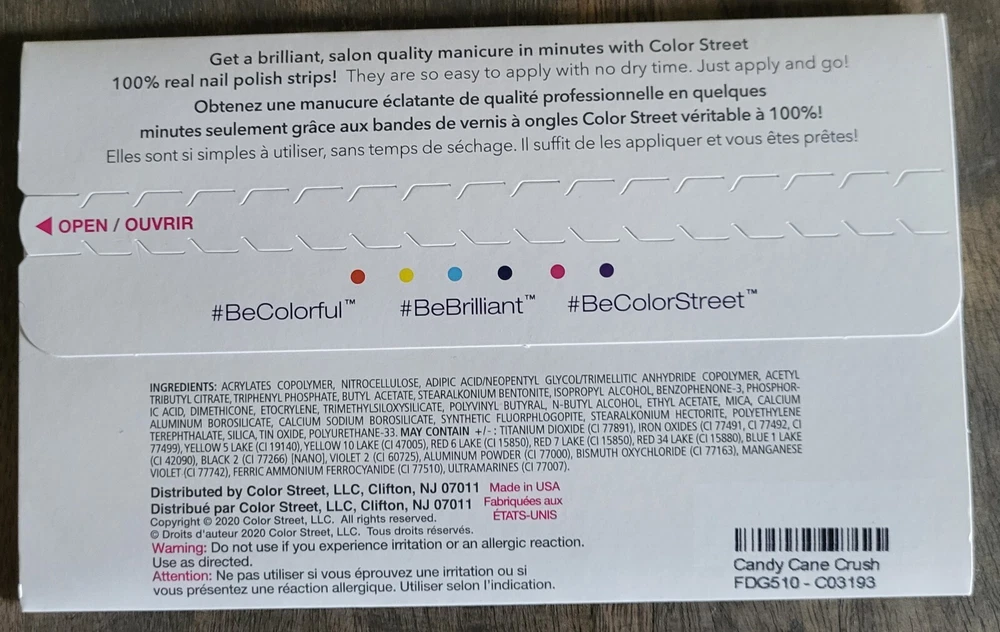 Get a brilliant, salon quality manicure in minutes with Color Street
100% real nail polish strips! They are so easy to apply with no dry time. Just apply and go!
Obtenez une manucure éclatante de qualité professionnelle en quelques
minutes seulement grâce aux bandes de vernis à ongles Color Street véritable à 100%!
Elles sont si simples à utiliser, sans temps de séchage. Il suffit de les appliquer et vous êtes prêtes!
OPEN / OUVRIR
#BeColorful™ #BeBrilliant™ #BeColorStreet™
INGREDIENTS: ACRYLATES COPOLYMER, NITROCELLULOSE, ADIPIC ACID/NEOPENTYL GLYCOL/TRIMELLITIC ANHYDRIDE COPOLYMER, ACETYL
TRIBUTYL CITRATE, TRIPHENYL PHOSPHATE, BUTYL ACETATE, STEARALKONIUM BENTONITE, ISOPROPYL ALCOHOL, BENZOPHENONE-3, PHOSPHOR-
IC ACID, DIMETHICONE, ETOCRYLENE, TRIMETHYLSILOXYSILICATE, POLYVINYL BUTYRAL, N-BUTYL ALCOHOL, ETHYL ACETATE, MICA, CALCIUM
ALUMINUM BOROSILICATE, CALCIUM SODIUM BOROSILICATE, SYNTHETIC FLUORPHLOGOPITE, STEARALKONIUM HECTORITE, POLYETHYLENE
TEREPHTHALATE, SILICA, TIN OXIDE, POLYURETHANE-33. MAY CONTAIN +/-: TITANIUM DIOXIDE (CI 77891), IRON OXIDES (CI 77491, CI 77492, CI
77499), YELLOW 5 LAKE (CI 19140), YELLOW 10 LAKE (CI 47005), RED 6 LAKE (CI 15850), RED 7 LAKE (CI 15850), RED 34 LAKE (CI 15880), BLUE 1 LAKE
(CI 42090), BLACK 2 (CI 77266) [NANO], VIOLET 2 (CI 60725), ALUMINUM POWDER (CI 77000), BISMUTH OXYCHLORIDE (CI 77163), MANGANESE
VIOLET (CI 77742), FERRIC AMMONIUM FERROCYANIDE (CI 77510), ULTRAMARINES (CI 77007).
Distributed by Color Street, LLC, Clifton, NJ 07011 Made in USA
Distribué par Color Street, LLC, Clifton, NJ 07011 Fabriquées aux
ÉTATS-UNIS
Copyright © 2020 Color Street, LLC. All rights reserved.
© Droits d'auteur 2020 Color Street, LLC. Tous droits réservés.
Warning: Do not use if you experience irritation or an allergic reaction.
Use as directed.
Attention: Ne pas utiliser si vous éprouvez une irritation ou si
vous présentez une réaction allergique. Utiliser selon l'indication.
Candy Cane Crush
FDG510 - C03193